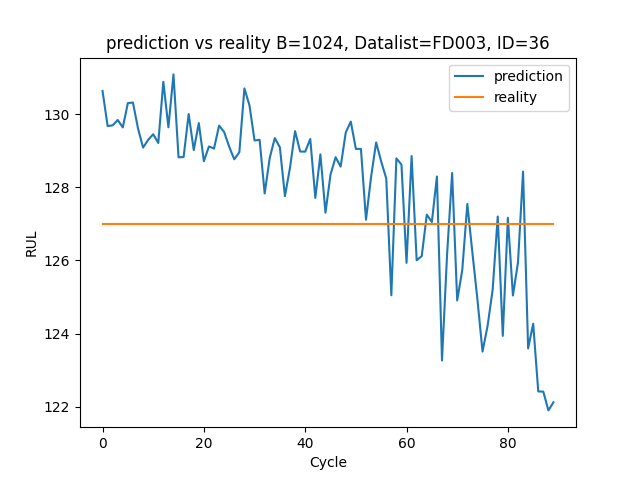 prediction vs reality B=1024, Datalist=FD003, ID=36
prediction
reality
130
128
126
124
122
RUL
0
20
40
60
80
Cycle